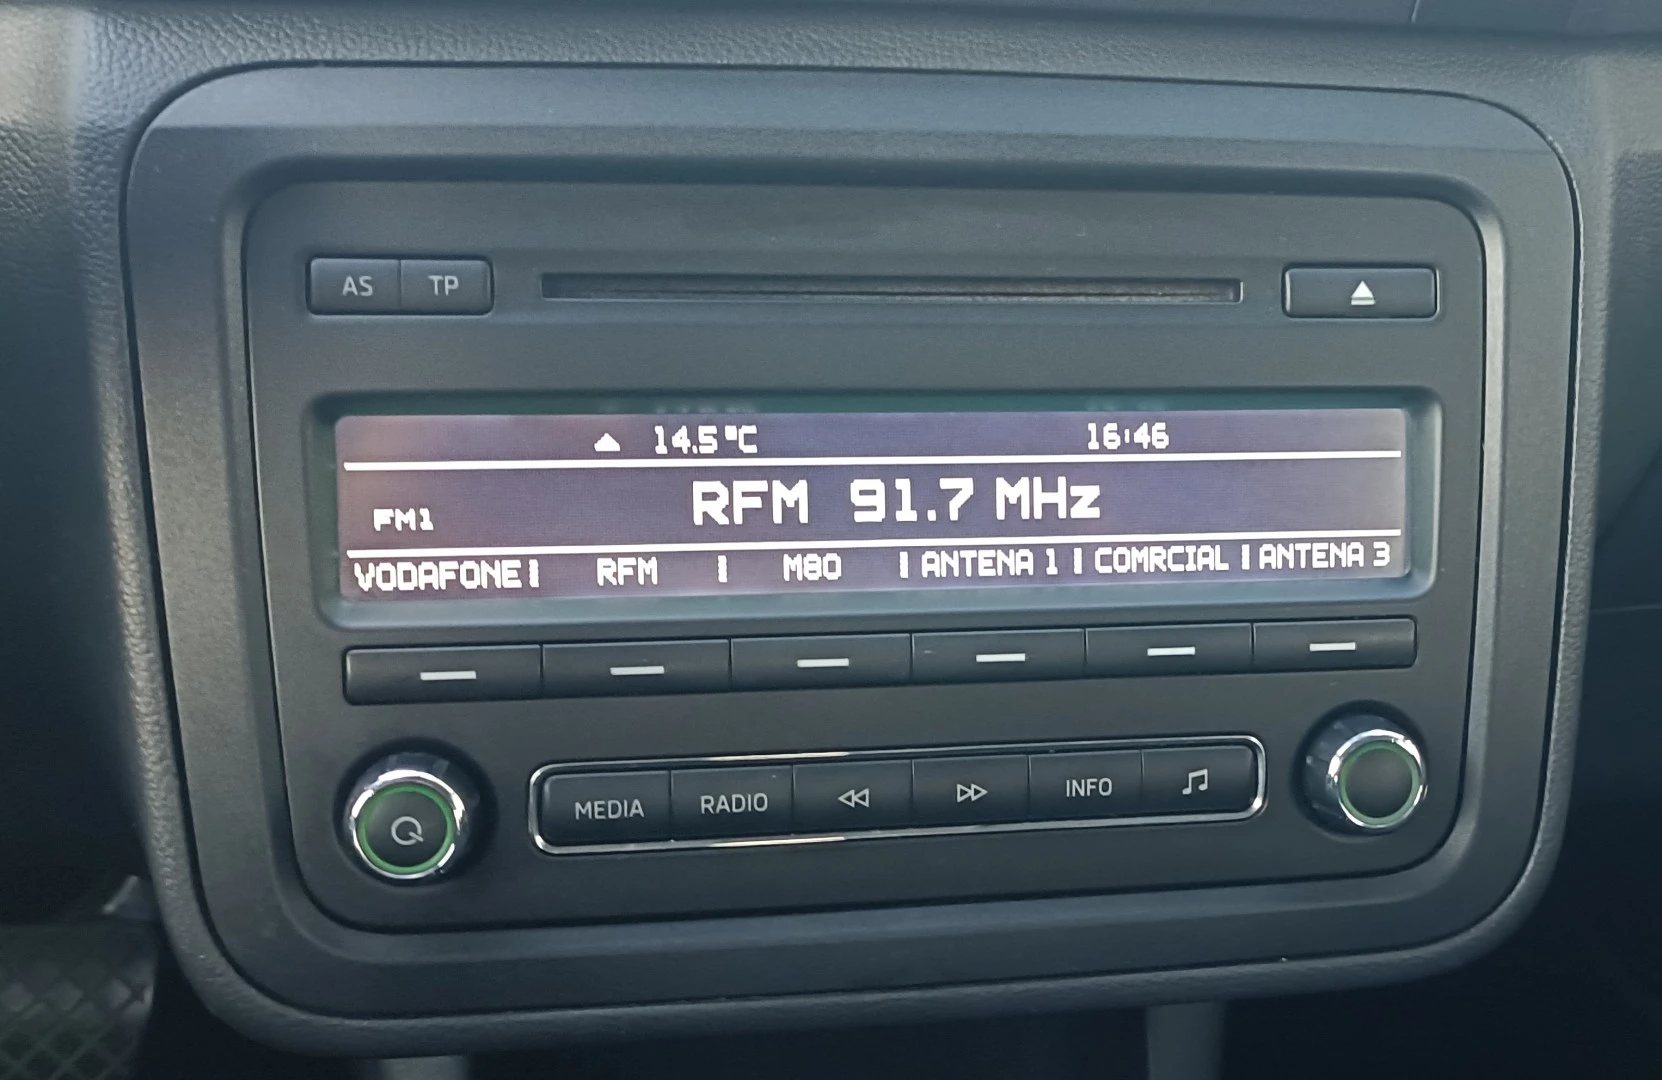 AS TP
14.5°C 16:46
FM1 RFM 91.7 MHz
VODAFONE | RFM | M80 | ANTENA 1 | COMRCIAL | ANTENA 3
MEDIA RADIO INFO